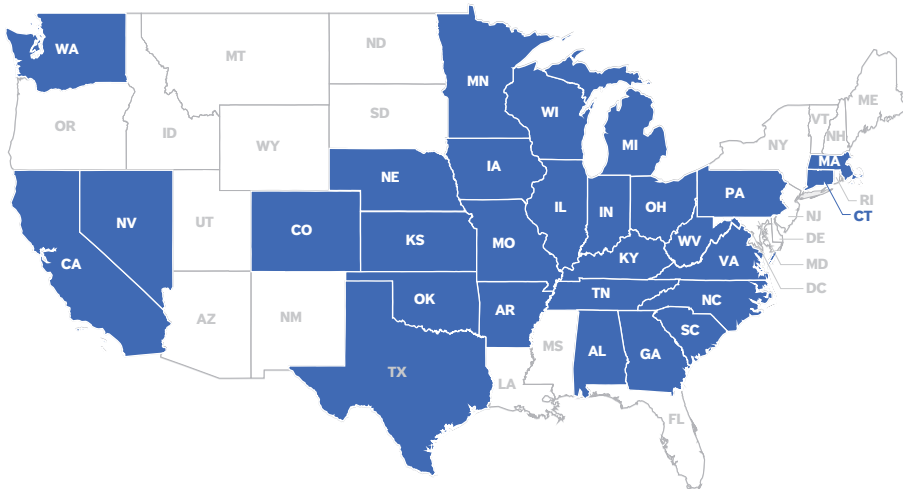 WA
MT
ND
MN
OR
ID
WY
SD
WI
MI
NY
VT
NH
ME
MA
RI
CT
NV
UT
CO
NE
IA
IL
IN
OH
PA
NJ
DE
MD
DC
CA
KS
MO
KY
WV
VA
AZ
NM
OK
AR
TN
NC
SC
TX
LA
MS
AL
GA
FL